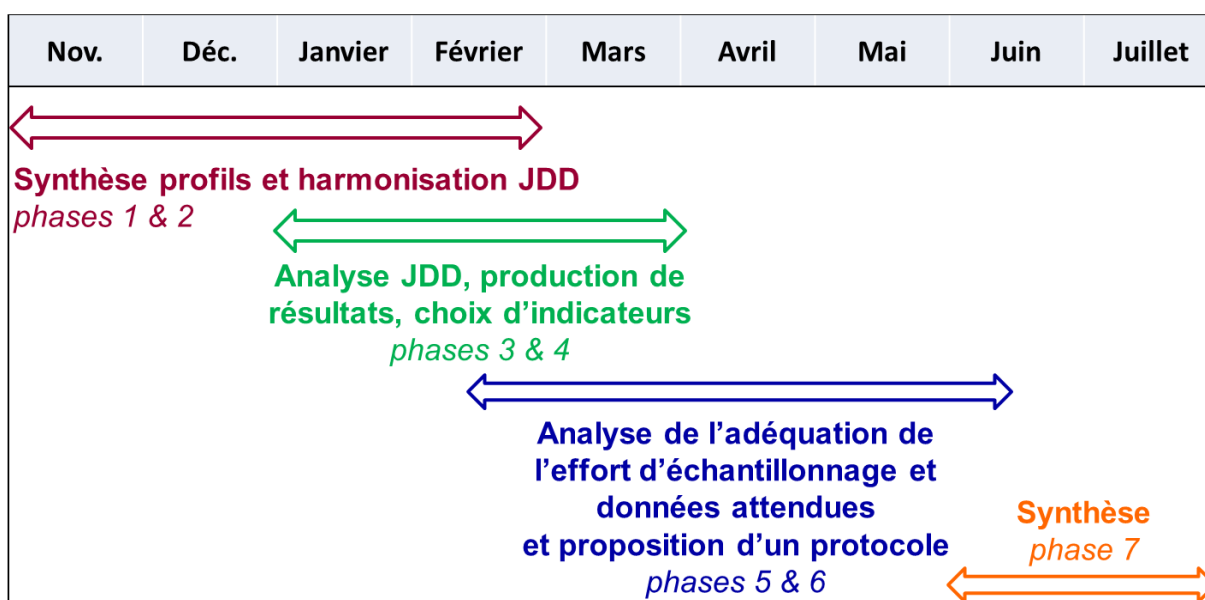 Nov. Déc. Janvier Février Mars Avril Mai Juin Juillet
Synthèse profils et harmonisation JDD
phases 1 & 2
Analyse JDD, production de
résultats, choix d’indicateurs
phases 3 & 4
Analyse de l’adéquation de
l’effort d’échantillonnage et
données attendues
et proposition d’un protocole
phases 5 & 6
Synthèse
phase 7